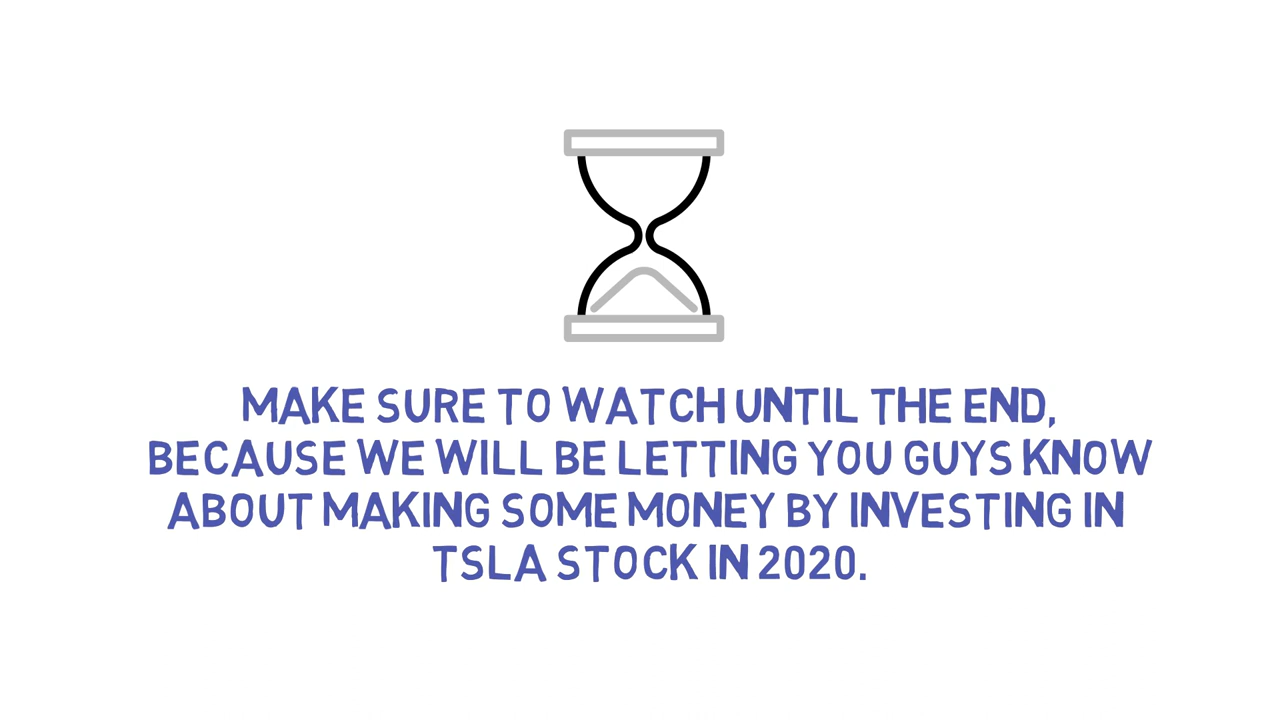 MAKE SURE TO WATCH UNTIL THE END,
BECAUSE WE WILL BE LETTING YOU GUYS KNOW
ABOUT MAKING SOME MONEY BY INVESTING IN
TSLA STOCK IN 2020.